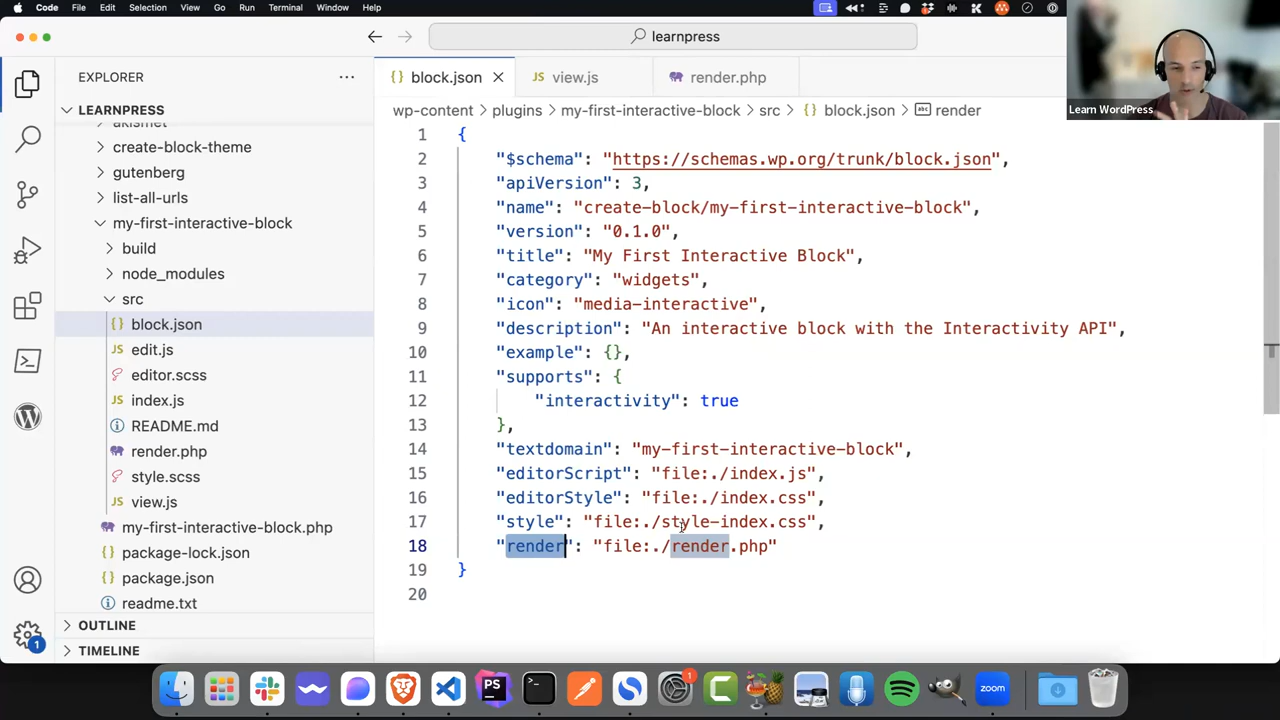 Code File Edit Selection View Go Run Terminal Window Help
learnpress
Learn WordPress
EXPLORER
block.json
view.js
render.php
LEARNPRESS
wp-content > plugins > my-first-interactive-block > src > block.json > render
akismet
create-block-theme
gutenberg
list-all-urls
my-first-interactive-block
build
node_modules
src
block.json
edit.js
editor.scss
index.js
README.md
render.php
style.scss
view.js
my-first-interactive-block.php
package-lock.json
package.json
readme.txt
OUTLINE
TIMELINE
1 {
2 "$schema": "https://schemas.wp.org/trunk/block.json",
3 "apiVersion": 3,
4 "name": "create-block/my-first-interactive-block",
5 "version": "0.1.0",
6 "title": "My First Interactive Block",
7 "category": "widgets",
8 "icon": "media-interactive",
9 "description": "An interactive block with the Interactivity API",
10 "example": {},
11 "supports": {
12 "interactivity": true
13 },
14 "textdomain": "my-first-interactive-block",
15 "editorScript": "file:./index.js",
16 "editorStyle": "file:./index.css",
17 "style": "file:./style-index.css",
18 "render": "file:./render.php"
19 }
20
1
PS
1
zoom